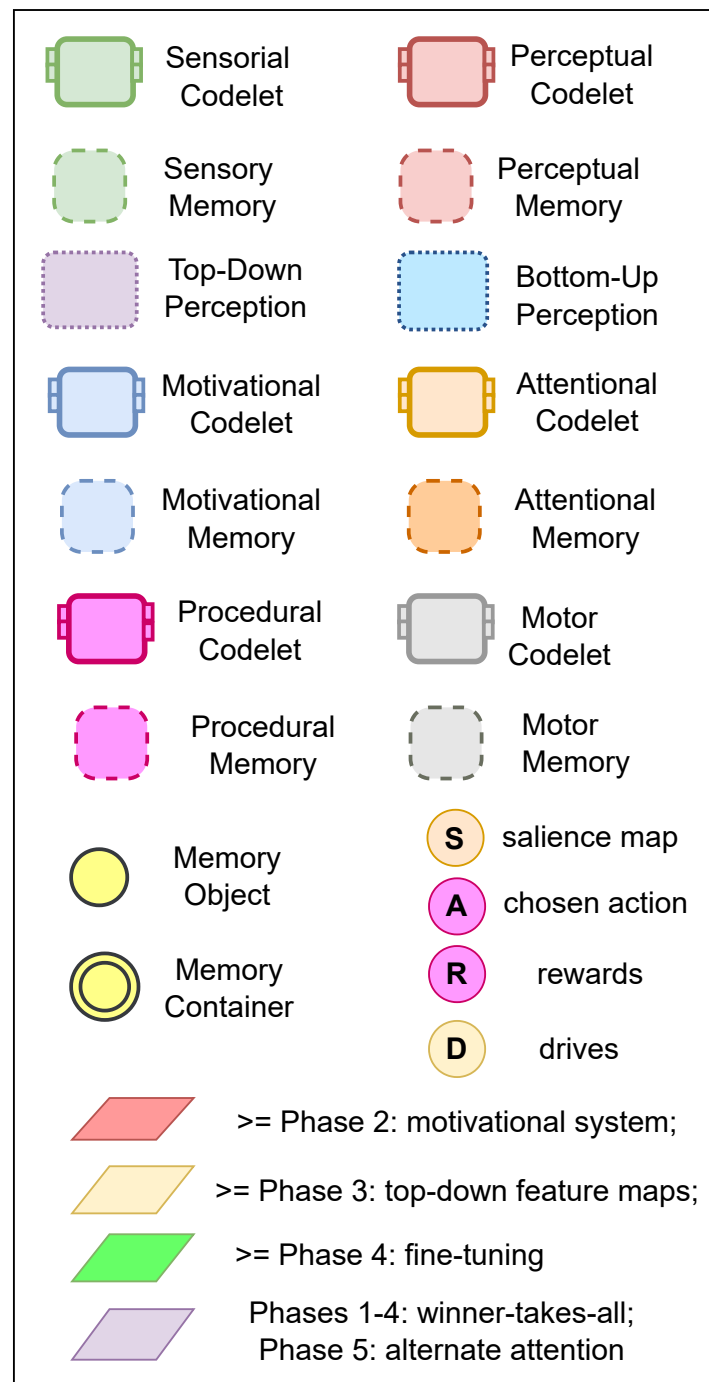 Sensorial
Codelet
Perceptual
Codelet
Sensory
Memory
Perceptual
Memory
Top-Down
Perception
Bottom-Up
Perception
Motivational
Codelet
Attentional
Codelet
Motivational
Memory
Attentional
Memory
Procedural
Codelet
Motor
Codelet
Procedural
Memory
Motor
Memory
Memory
Object
S salience map
A chosen action
Memory
Container
R rewards
D drives
>= Phase 2: motivational system;
>= Phase 3: top-down feature maps;
>= Phase 4: fine-tuning
Phases 1-4: winner-takes-all;
Phase 5: alternate attention